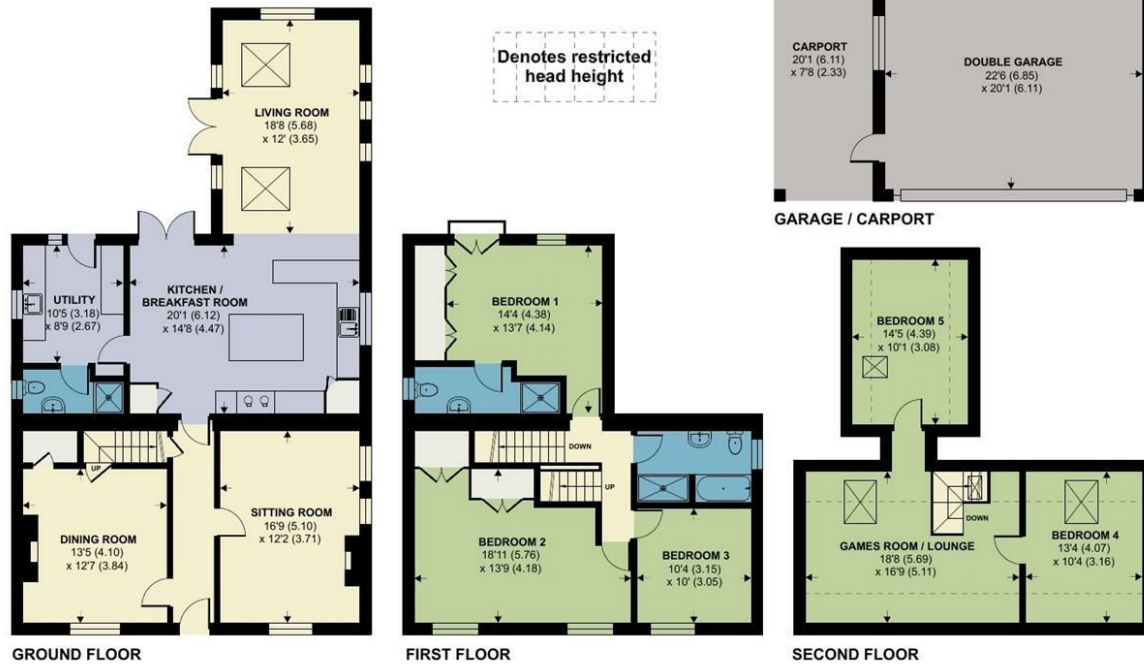 Denotes restricted
head height
CARPORT
20'1 (6.11)
x 7'8 (2.33)
DOUBLE GARAGE
22'6 (6.85)
x 20'1 (6.11)
GARAGE / CARPORT
LIVING ROOM
18'8 (5.68)
x 12' (3.65)
UTILITY
10'5 (3.18)
x 8'9 (2.67)
KITCHEN /
BREAKFAST ROOM
20'1 (6.12)
x 14'8 (4.47)
UP
DINING ROOM
13'5 (4.10)
x 12'7 (3.84)
SITTING ROOM
16'9 (5.10)
x 12'2 (3.71)
GROUND FLOOR
BEDROOM 1
14'4 (4.38)
x 13'7 (4.14)
DOWN
UP
BEDROOM 2
18'11 (5.76)
x 13'9 (4.18)
BEDROOM 3
10'4 (3.15)
x 10' (3.05)
FIRST FLOOR
BEDROOM 5
14'5 (4.39)
x 10'1 (3.08)
DOWN
GAMES ROOM / LOUNGE
18'8 (5.69)
x 16'9 (5.11)
BEDROOM 4
13'4 (4.07)
x 10'4 (3.16)
SECOND FLOOR